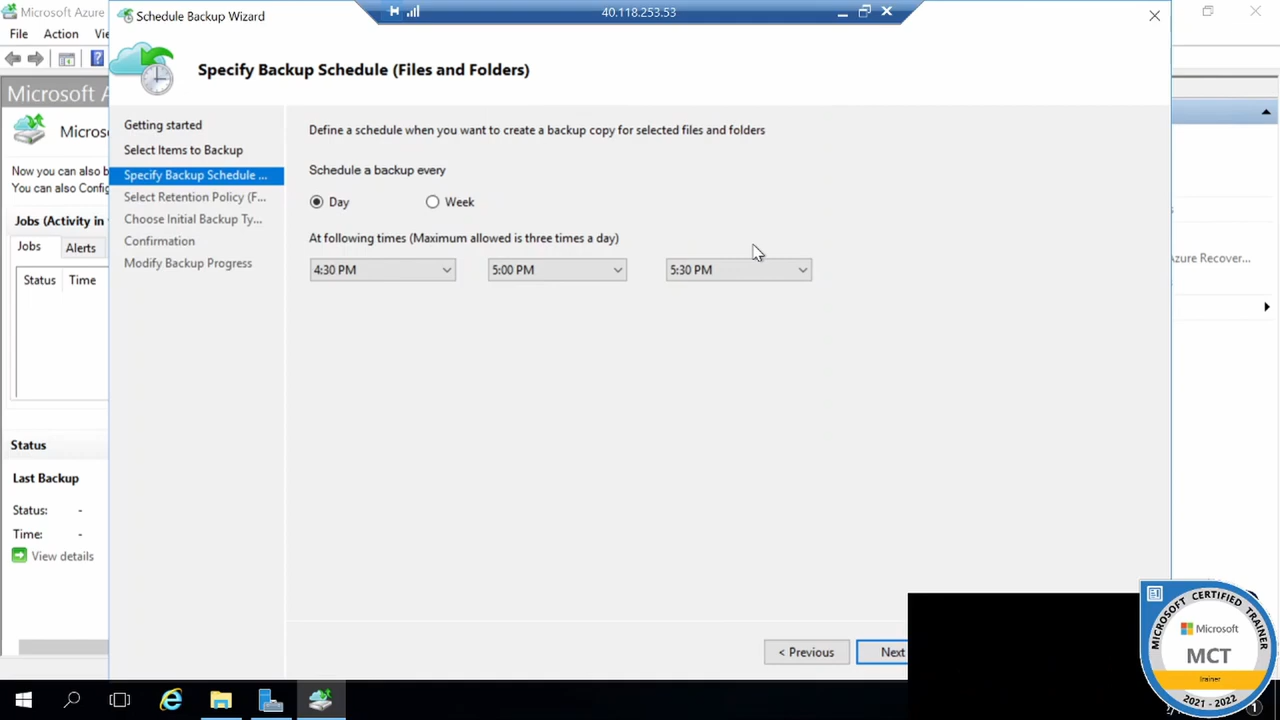 Microsoft Azure
Schedule Backup Wizard
40.118.253.53
File
Action
Vie
Specify Backup Schedule (Files and Folders)
Microsoft A
Microso
Now you can also b
You can also Config
Jobs (Activity in
Jobs
Alerts
Status
Time
Status
Last Backup
Status: -
Time: -
View details
Getting started
Select Items to Backup
Specify Backup Schedule ...
Select Retention Policy (F...
Choose Initial Backup Ty...
Confirmation
Modify Backup Progress
Define a schedule when you want to create a backup copy for selected files and folders
Schedule a backup every
Day
Week
At following times (Maximum allowed is three times a day)
4:30 PM
5:00 PM
5:30 PM
Azure Recover...
< Previous
Next
MICROSOFT CERTIFIED TRAINER
Microsoft
MCT
Trainer
2021 - 2022